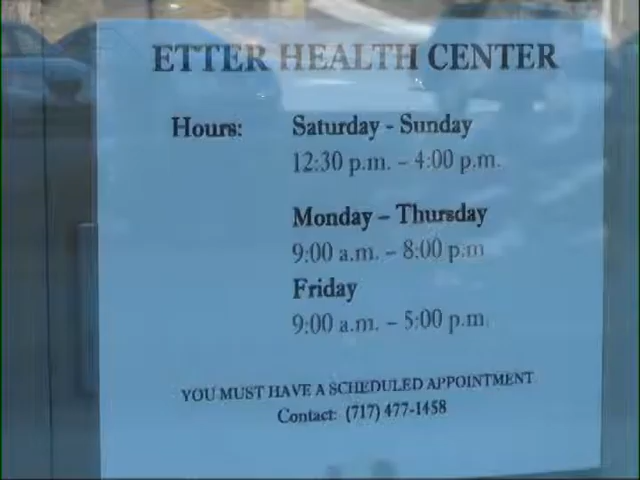 ETTER HEALTH CENTER
Hours: Saturday - Sunday
12:30 p.m. – 4:00 p.m.
Monday – Thursday
9:00 a.m. – 8:00 p.m
Friday
9:00 a.m. – 5:00 p.m.
YOU MUST HAVE A SCHEDULED APPOINTMENT
Contact: (717) 477-1458